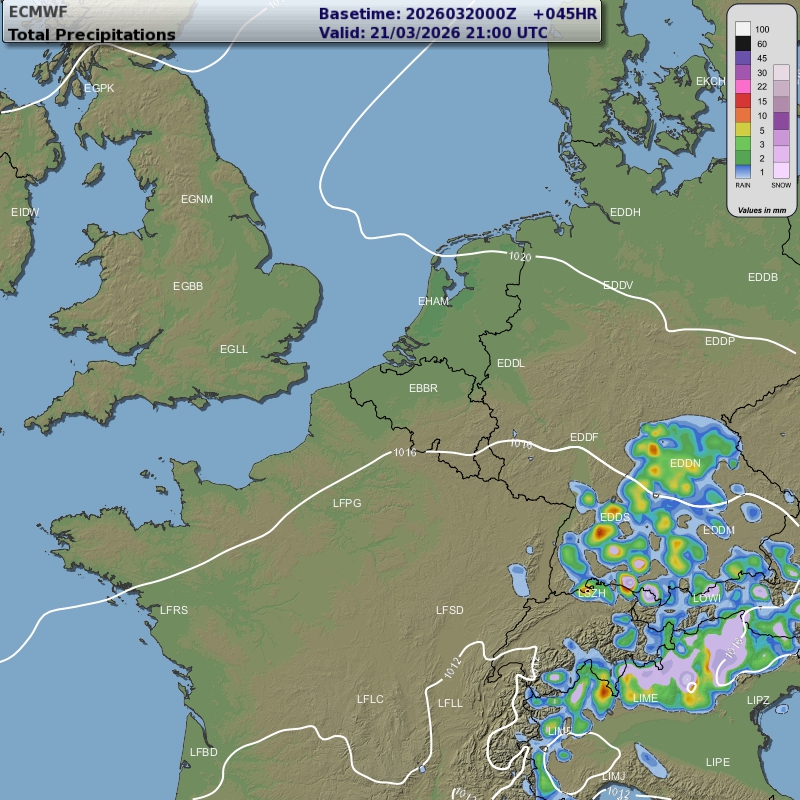 ECMWF
Basetime: 2026032000Z +045HR
Total Precipitations
Valid: 21/03/2026 21:00 UTC
100
60
45
30
22
15
10
5
3
2
1
RAIN SNOW
Values in mm
EGPK
EKCH
EGNM
EIDW
EDDH
1020
EDDB
EGBB
EDDV
EHAM
EDDP
EGLL
EDDL
EBBR
EDDF
1016
1016
EDDN
LFPG
EDDS
EDDM
LSZH
LOWI
LFRS
LFSD
1016
1012
LFLC
LFLL
LIME
LIPZ
LIMF
LFBD
LIPE
LIMJ
1012
1012